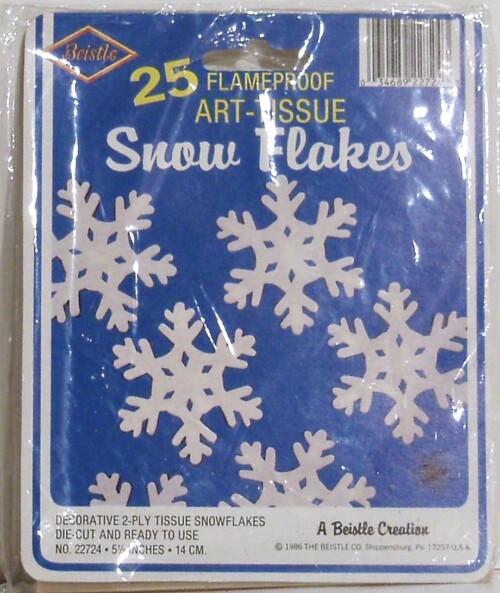 Beistle
25 FLAMEPROOF
ART-TISSUE
Snow Flakes
DECORATIVE 2-PLY TISSUE SNOWFLAKES
DIE-CUT AND READY TO USE
NO. 22724 • 5½ INCHES • 14 CM.
A Beistle Creation
© 1986 THE BEISTLE CO. Shippensburg, Pa. 17257 U.S.A.